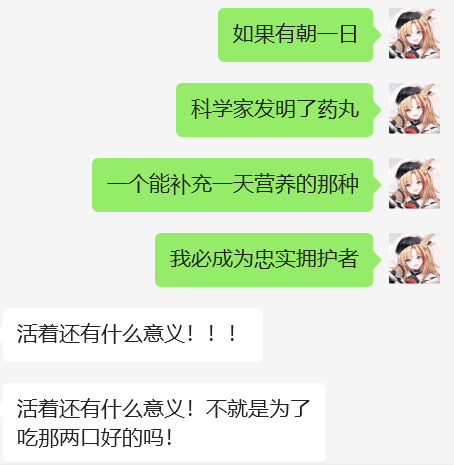 如果有朝一日
科学家发明了药丸
一个能补充一天营养的那种
我必成为忠实拥护者
活着还有什么意义！！！
活着还有什么意义！不就是为了
吃那两口好的吗！